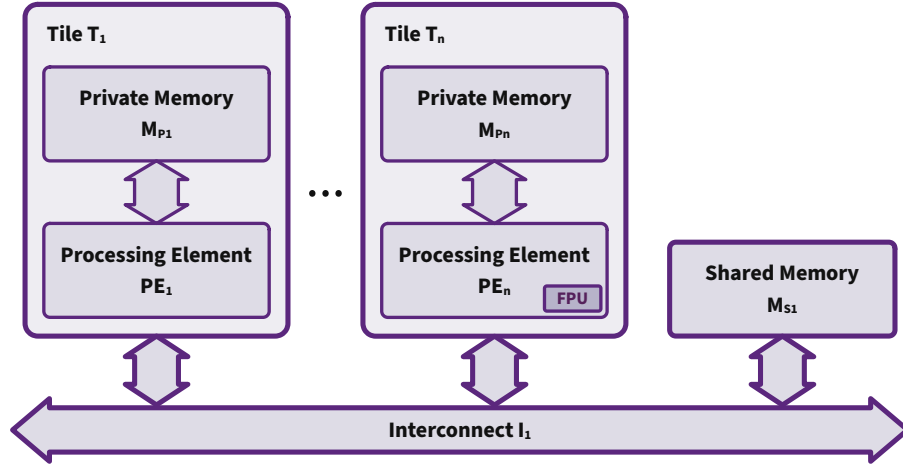 Tile T₁
Private Memory
M_P1
Processing Element
PE₁
...
Tile Tₙ
Private Memory
M_Pn
Processing Element
PEₙ
FPU
Shared Memory
M_S1
Interconnect I₁